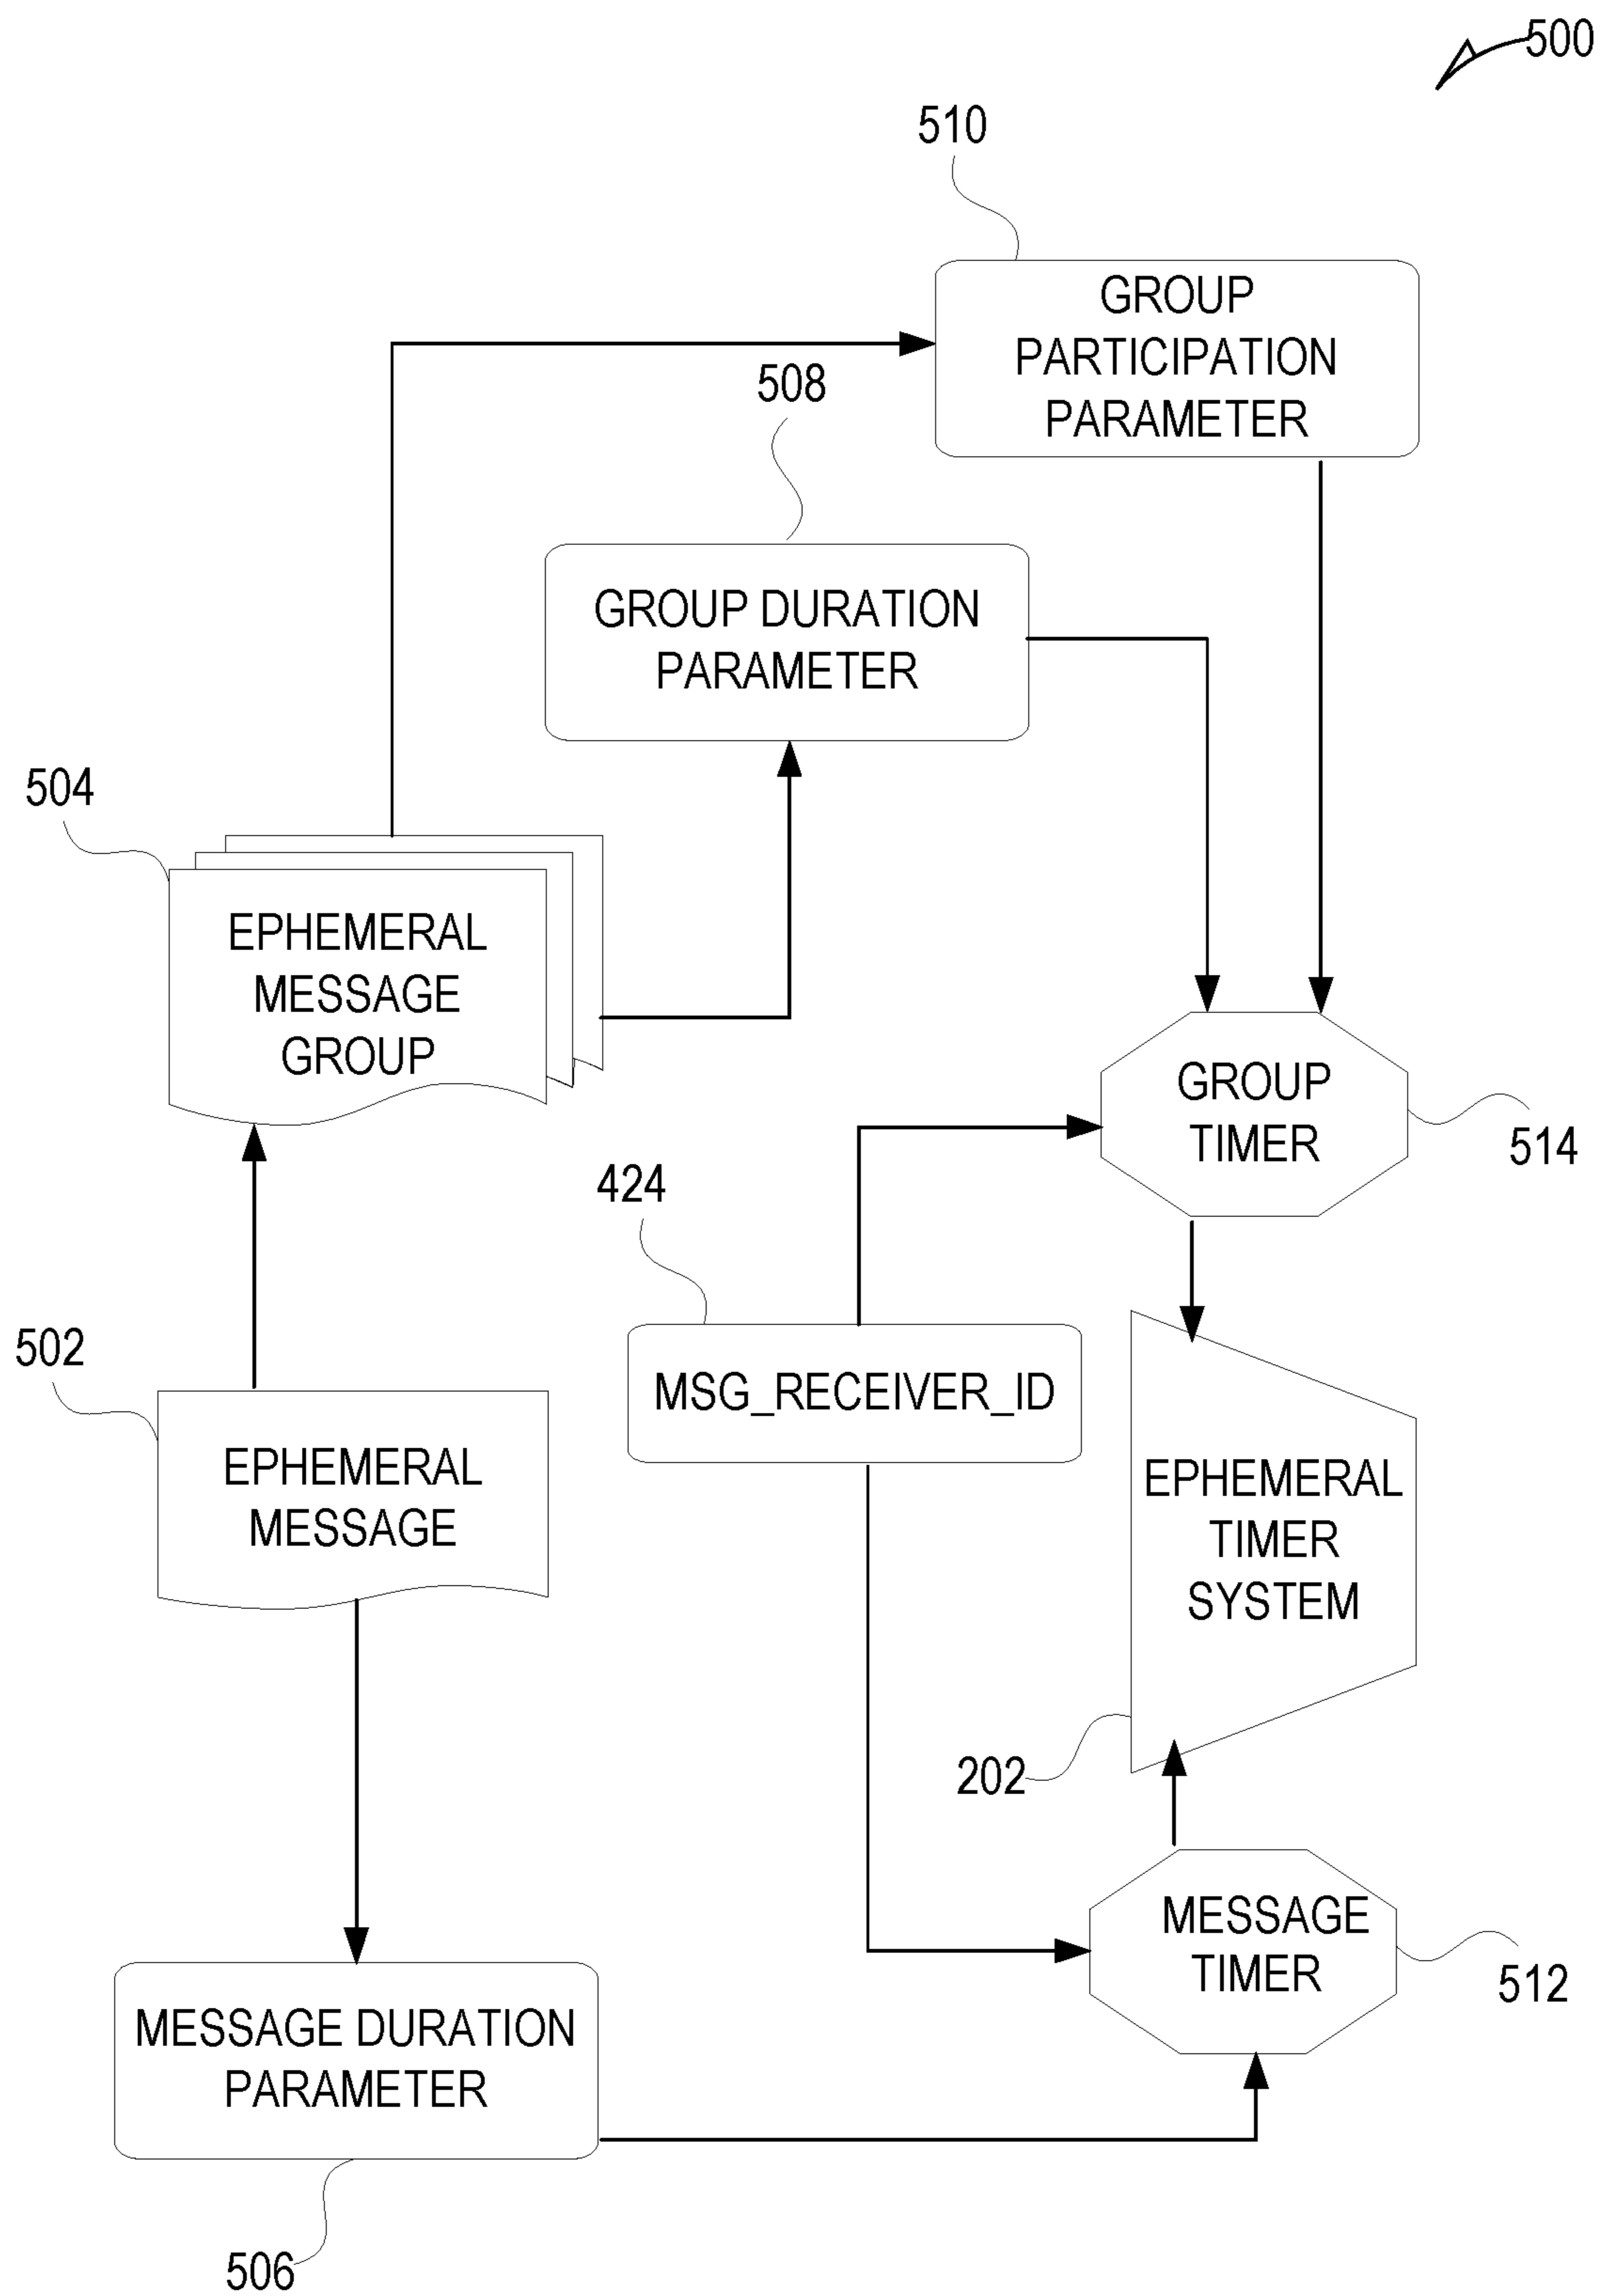 500
510
GROUP
PARTICIPATION
PARAMETER
508
GROUP DURATION
PARAMETER
504
EPHEMERAL
MESSAGE
GROUP
GROUP
TIMER
514
424
MSG_RECEIVER_ID
502
EPHEMERAL
MESSAGE
EPHEMERAL
TIMER
SYSTEM
202
MESSAGE
TIMER
512
MESSAGE DURATION
PARAMETER
506